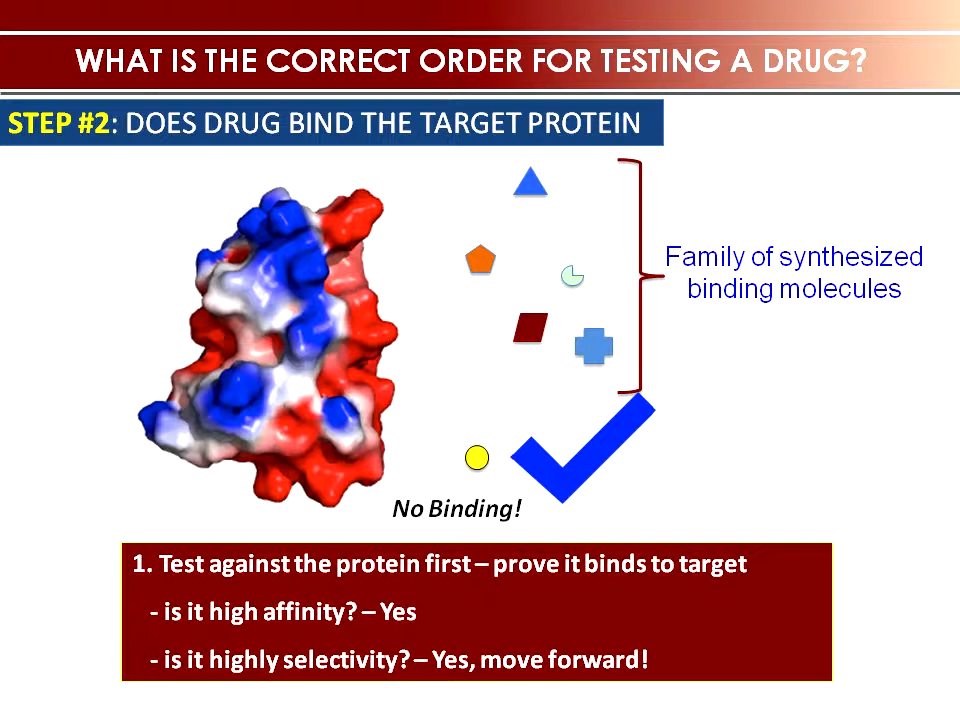 WHAT IS THE CORRECT ORDER FOR TESTING A DRUG?
STEP #2: DOES DRUG BIND THE TARGET PROTEIN
Family of synthesized
binding molecules
No Binding!
1. Test against the protein first – prove it binds to target
- is it high affinity? – Yes
- is it highly selectivity? – Yes, move forward!